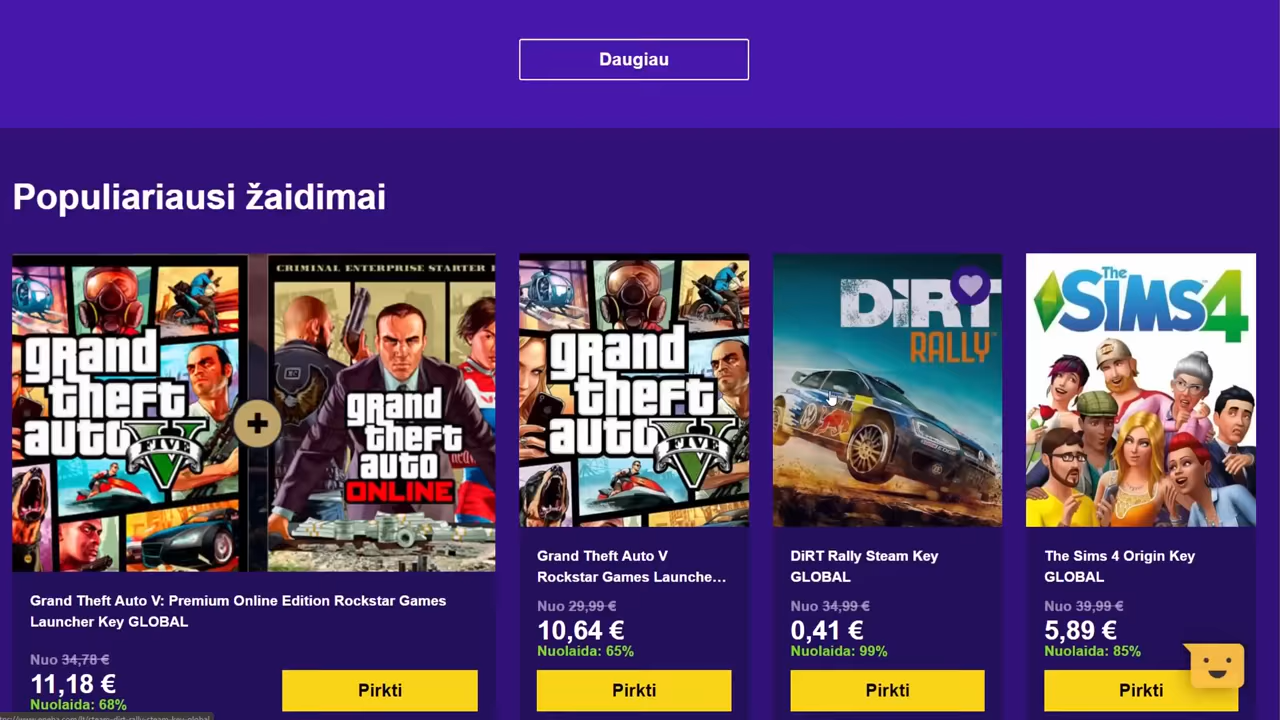 Daugiau
Populiariausi žaidimai
CRIMINAL ENTERPRISE STARTER
grand
theft
auto
FIVE
grand
theft
auto
ONLINE
Grand Theft Auto V: Premium Online Edition Rockstar Games
Launcher Key GLOBAL
Nuo 34,78 €
11,18 €
Nuolaida: 68%
Pirkti
grand
theft
auto
FIVE
Grand Theft Auto V
Rockstar Games Launche...
Nuo 29,99 €
10,64 €
Nuolaida: 65%
Pirkti
DiRT
RALLY
DiRT Rally Steam Key
GLOBAL
Nuo 34,99 €
0,41 €
Nuolaida: 99%
Pirkti
The
SIMS 4
The Sims 4 Origin Key
GLOBAL
Nuo 39,99 €
5,89 €
Nuolaida: 85%
Pirkti